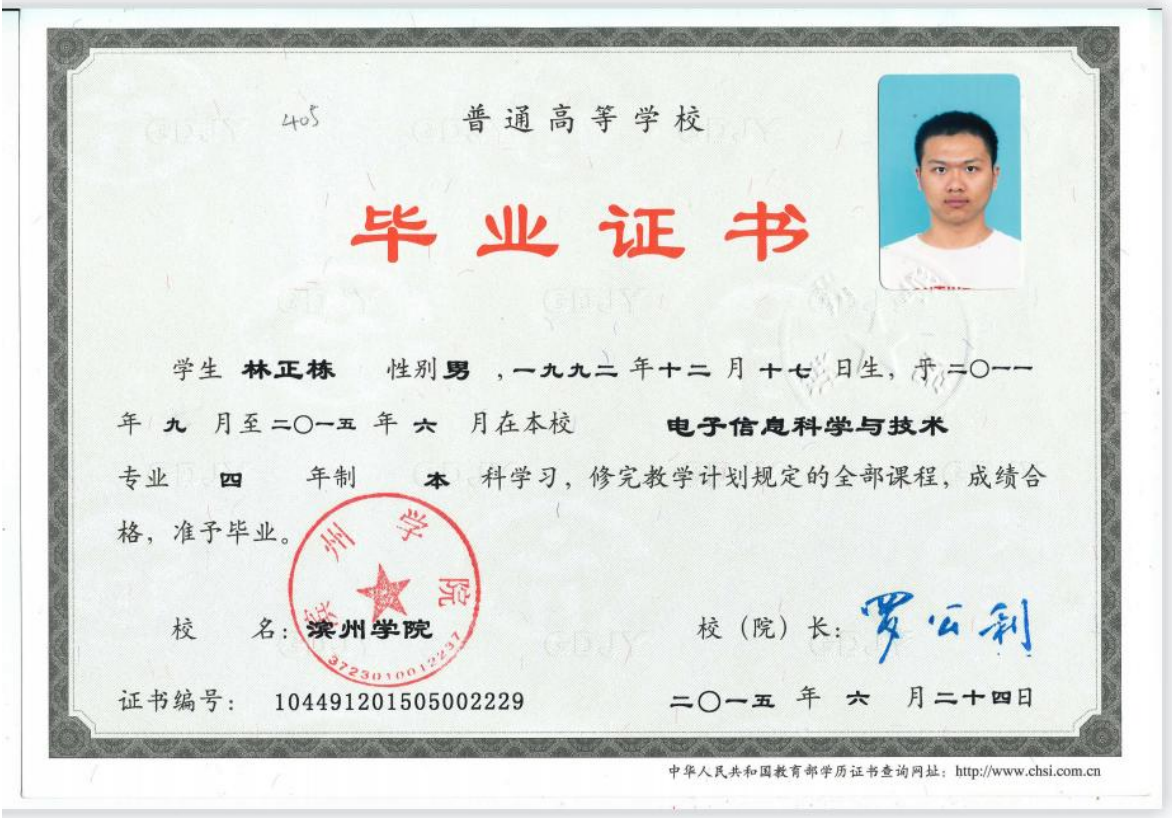 405
普通高等学校
毕业证书
学生 林正栋 性别 男 ,一九九二 年 十二 月 十七 日生, 于 二〇一一
年 九 月至 二〇一五 年 六 月在本校 电子信息科学与技术
专业 四 年制 本 科学习, 修完教学计划规定的全部课程, 成绩合
格, 准予毕业。
滨州学院
3723010012237
校 名: 滨州学院 校 (院) 长: 罗公利
证书编号: 104491201505002229 二〇一五 年 六 月 二十四日
中华人民共和国教育部学历证书查询网址: http://www.chsi.com.cn